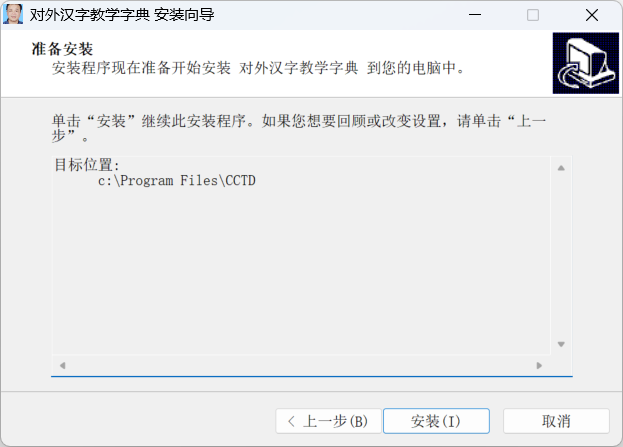 对外汉字教学字典 安装向导
准备安装
安装程序现在准备开始安装 对外汉字教学字典 到您的电脑中。
单击“安装”继续此安装程序。如果您想要回顾或改变设置，请单击“上一
步”。
目标位置:
c:\Program Files\CCTD
上一步(B)
安装(I)
取消